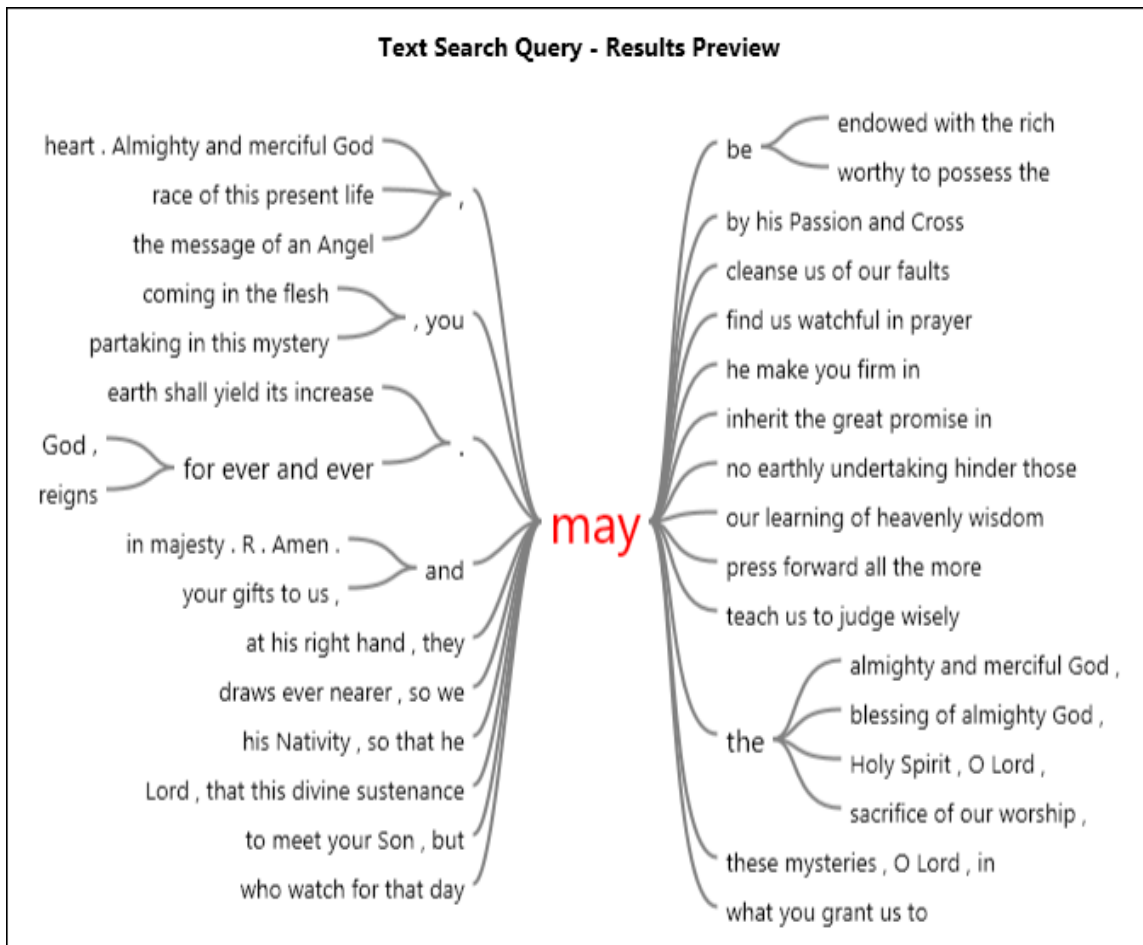 Text Search Query - Results Preview
heart . Almighty and merciful God
race of this present life
the message of an Angel
,
coming in the flesh
partaking in this mystery
, you
earth shall yield its increase
God ,
reigns
for ever and ever
.
in majesty . R . Amen .
your gifts to us ,
and
at his right hand , they
draws ever nearer , so we
his Nativity , so that he
Lord , that this divine sustenance
to meet your Son , but
who watch for that day
may
be
endowed with the rich
worthy to possess the
by his Passion and Cross
cleanse us of our faults
find us watchful in prayer
he make you firm in
inherit the great promise in
no earthly undertaking hinder those
our learning of heavenly wisdom
press forward all the more
teach us to judge wisely
the
almighty and merciful God ,
blessing of almighty God ,
Holy Spirit , O Lord ,
sacrifice of our worship ,
these mysteries , O Lord , in
what you grant us to